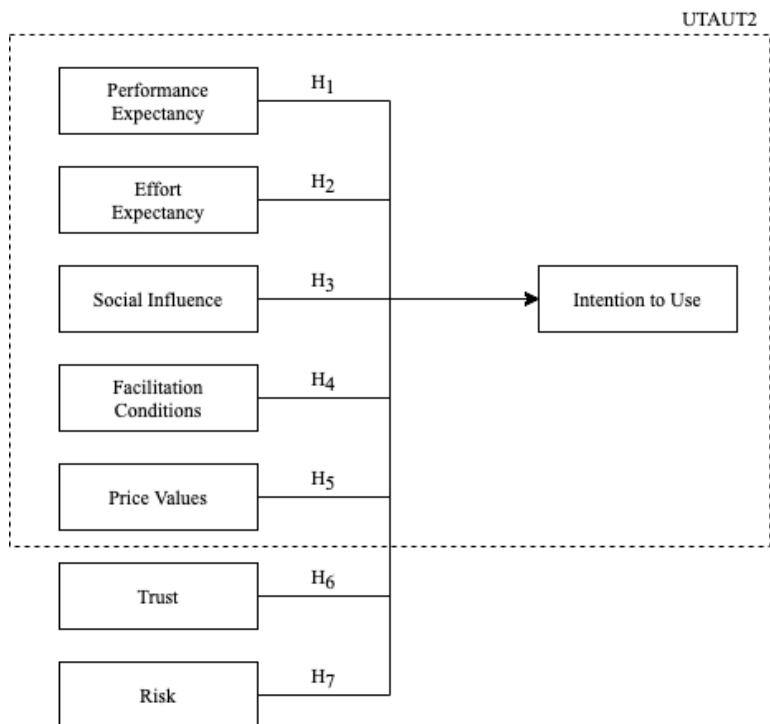 UTAUT2
Performance
Expectancy
H1
Effort
Expectancy
H2
Social Influence
H3
Intention to Use
Facilitation
Conditions
H4
Price Values
H5
Trust
H6
Risk
H7